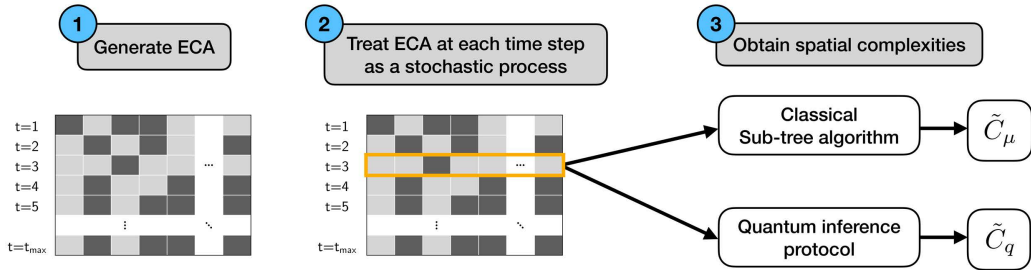 1
Generate ECA
2
Treat ECA at each time step
as a stochastic process
3
Obtain spatial complexities
t=1
t=2
t=3
...
t=4
t=5
⋮
⋱
t=t_max
t=1
t=2
t=3
...
t=4
t=5
⋮
⋱
t=t_max
Classical
Sub-tree algorithm
C̃_μ
Quantum inference
protocol
C̃_q